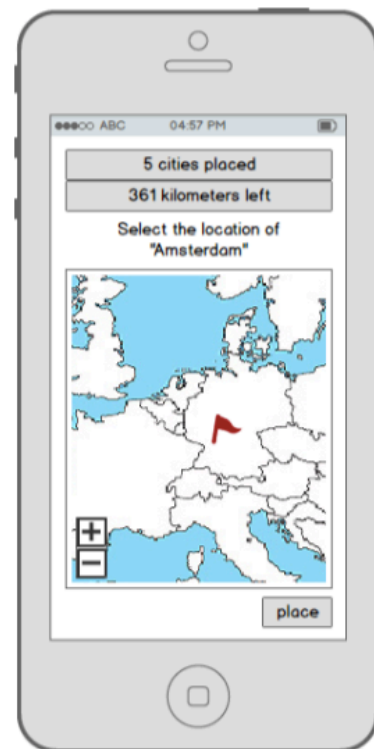 ABC 04:57 PM
5 cities placed
361 kilometers left
Select the location of
"Amsterdam"
+
−
place